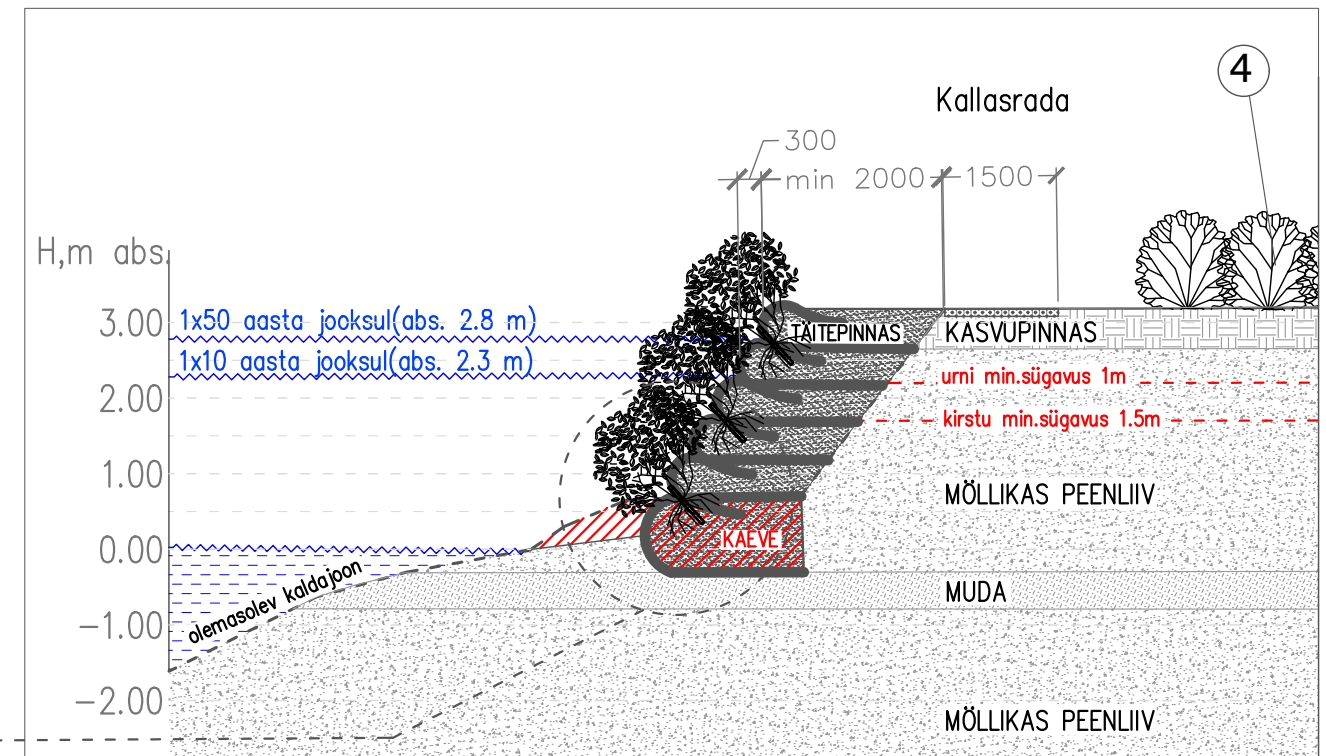 4
Kallasrada
300
min 2000
1500
H,m abs.
3.00
1x50 aasta jooksul(abs. 2.8 m)
TÄITEPINNAS
KASVUPINNAS
1x10 aasta jooksul(abs. 2.3 m)
urni min.sügavus 1m
2.00
kirstu min.sügavus 1.5m
1.00
MÖLLIKAS PEENLIIV
0.00
KAEVE
olemasolev kaldajoon
MUDA
−1.00
−2.00
MÖLLIKAS PEENLIIV